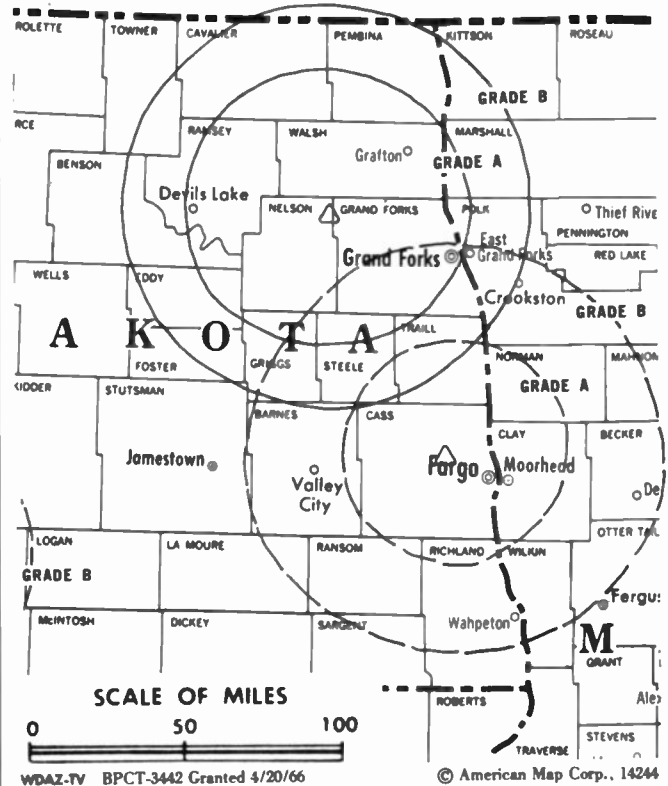 ROLETTE
TOWNER
CAVALIER
PEMBINA
KITTSON
ROSEAU
GRADE B
RCE
RAMSEY
WALSH
MARSHALL
Grafton
GRADE A
BENSON
Devils Lake
NELSON
GRAND FORKS
POLK
Thief Rive
PENNINGTON
Grand Forks
East
Grand Forks
RED LAKE
WELLS
EDDY
Crookston
GRADE B
A K O T A
TRAILL
FOSTER
GRIGGS
STEELE
NORMAN
MAHNOM
GRADE A
KIDDER
STUTSMAN
BARNES
CASS
CLAY
BECKER
Jamestown
Fargo
Moorhead
Valley
City
De
OTTER TAIL
LOGAN
LA MOURE
RANSOM
RICHLAND
WILKIN
GRADE B
Fergus
McINTOSH
DICKEY
SARGENT
Wahpeton
M
GRANT
SCALE OF MILES
ROBERTS
Alex
0 50 100
STEVENS
TRAVERSE
WDAZ-TV BPCT-3442 Granted 4/20/66
© American Map Corp., 14244